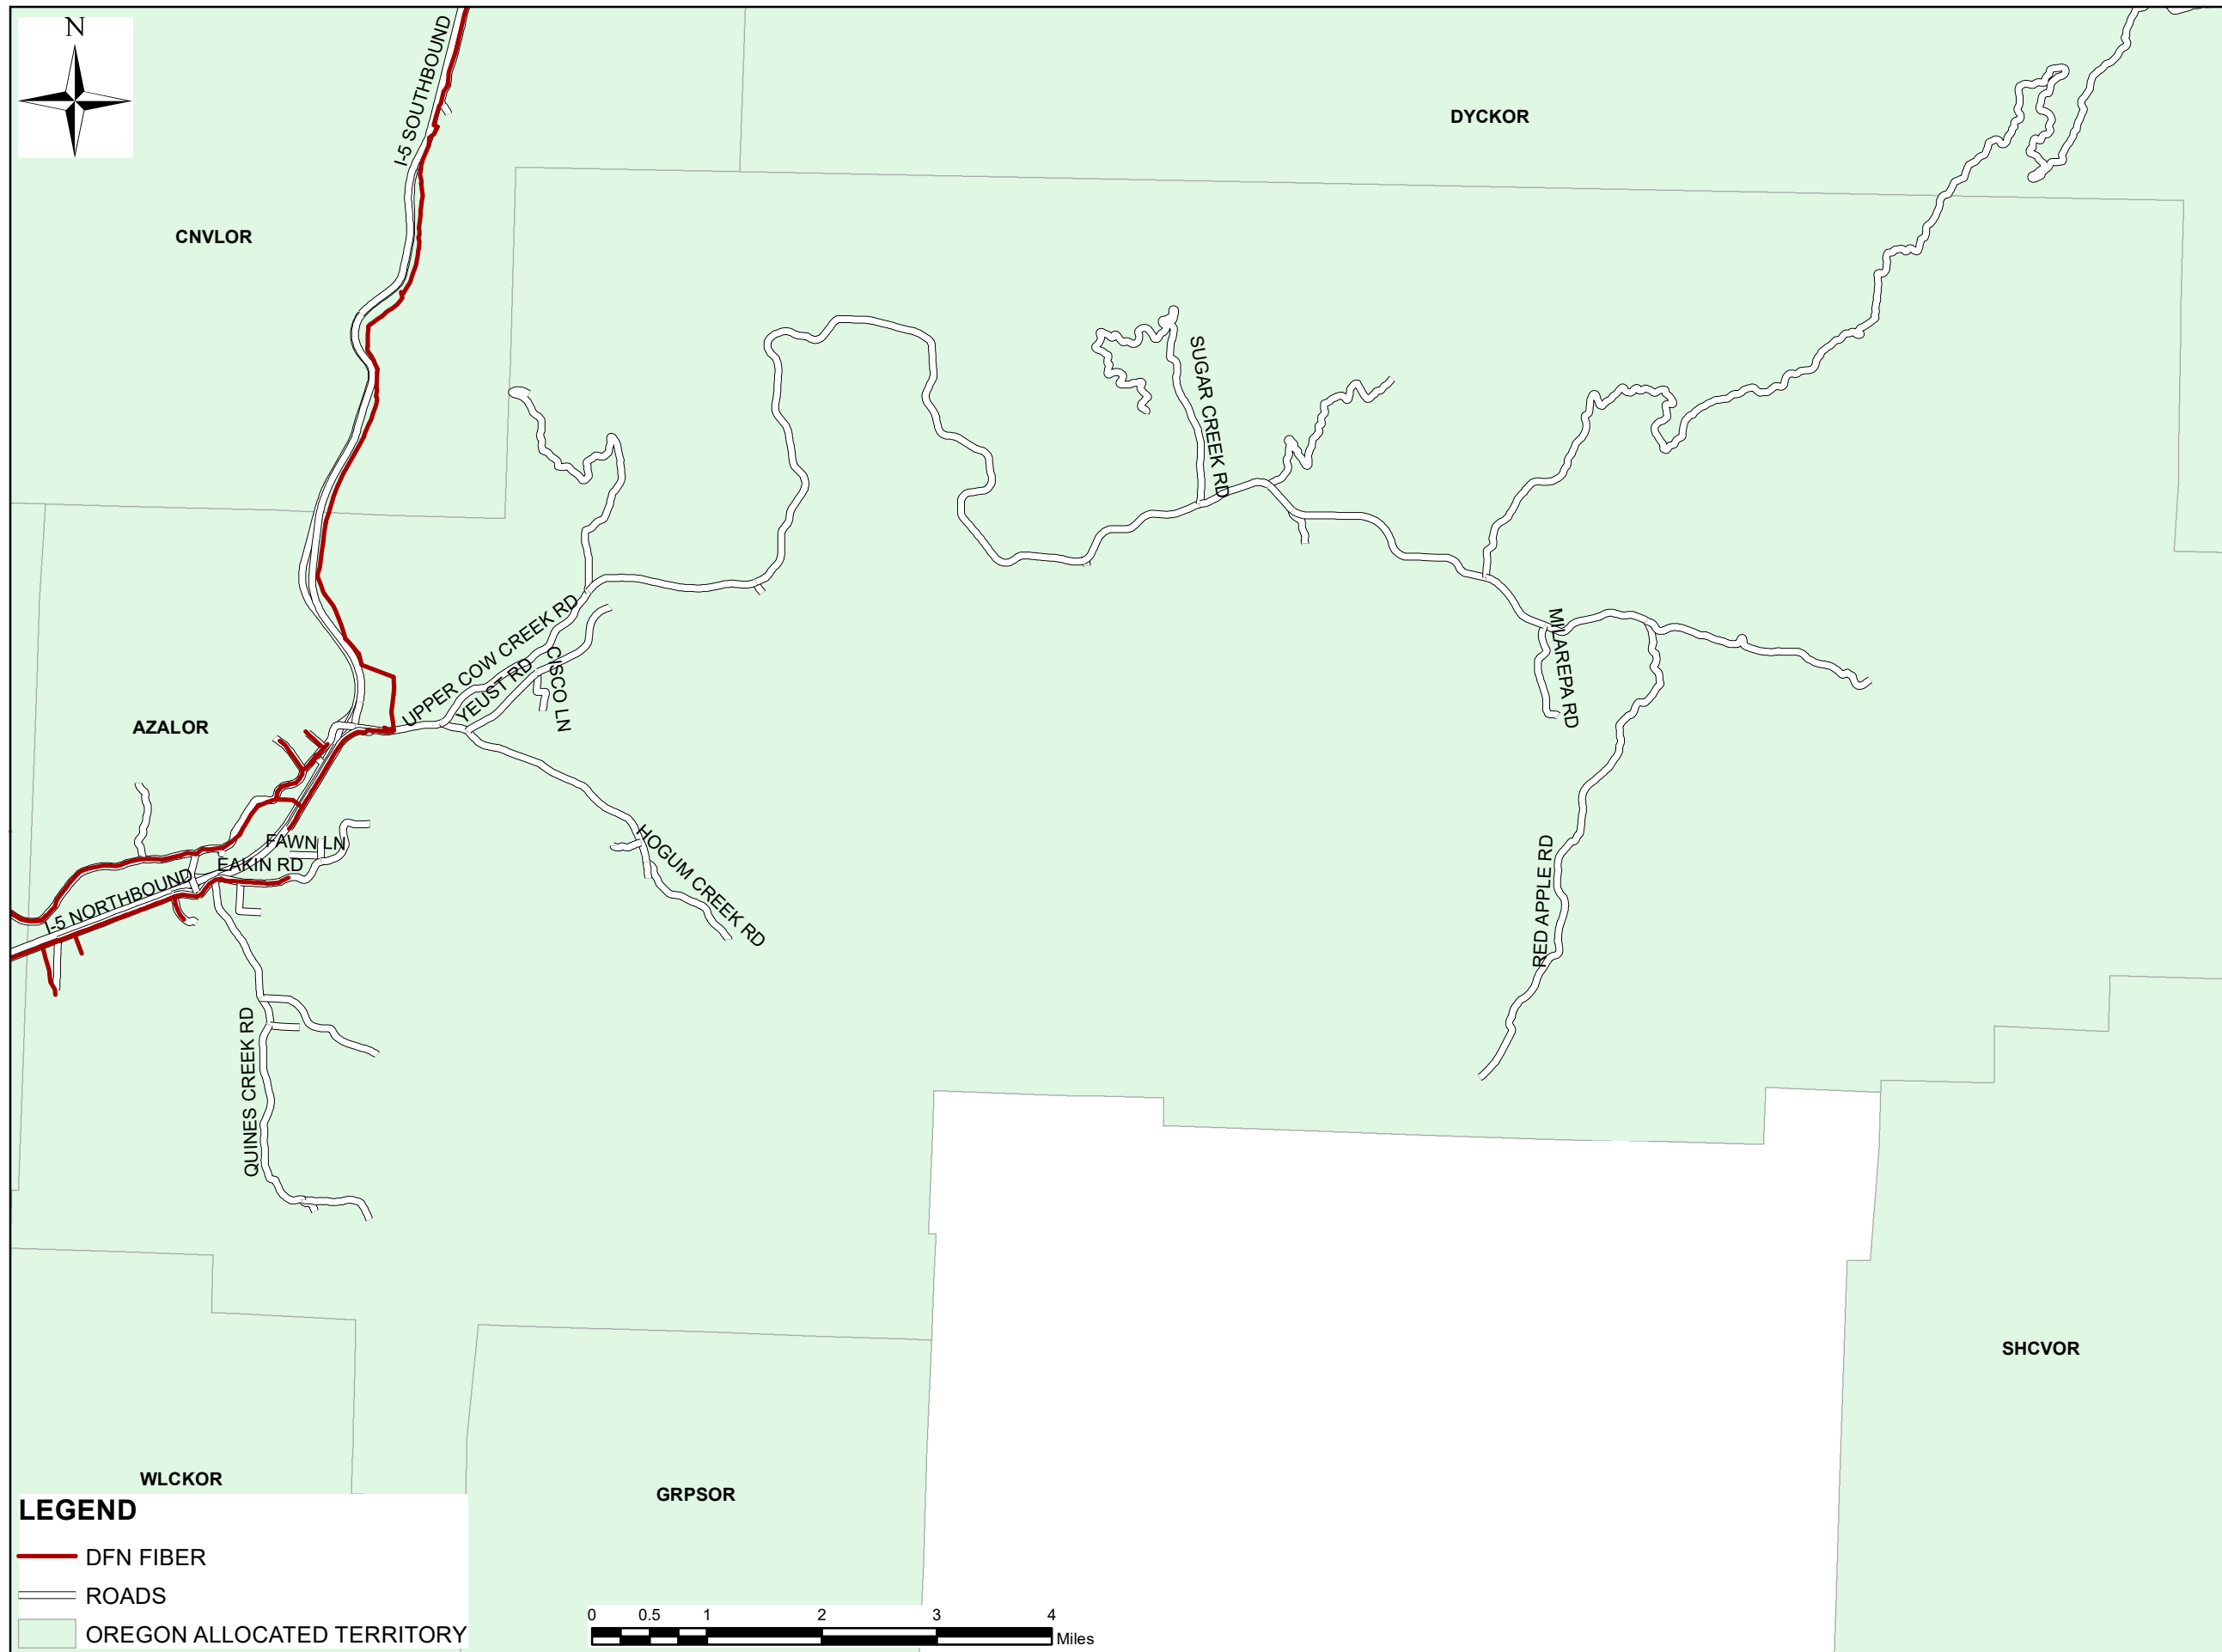 N
I-5 SOUTHBOUND
DYCKOR
CNVLOR
SUGAR CREEK RD
UPPER COW CREEK RD
YEUST RD
CISCO LN
MILAREPA RD
AZALOR
FAWN LN
EAKIN RD
I-5 NORTHBOUND
HOGUM CREEK RD
RED APPLE RD
QUINES CREEK RD
SHCVOR
WLCKOR
GRPSOR
LEGEND
DFN FIBER
ROADS
OREGON ALLOCATED TERRITORY
0 0.5 1 2 3 4
Miles